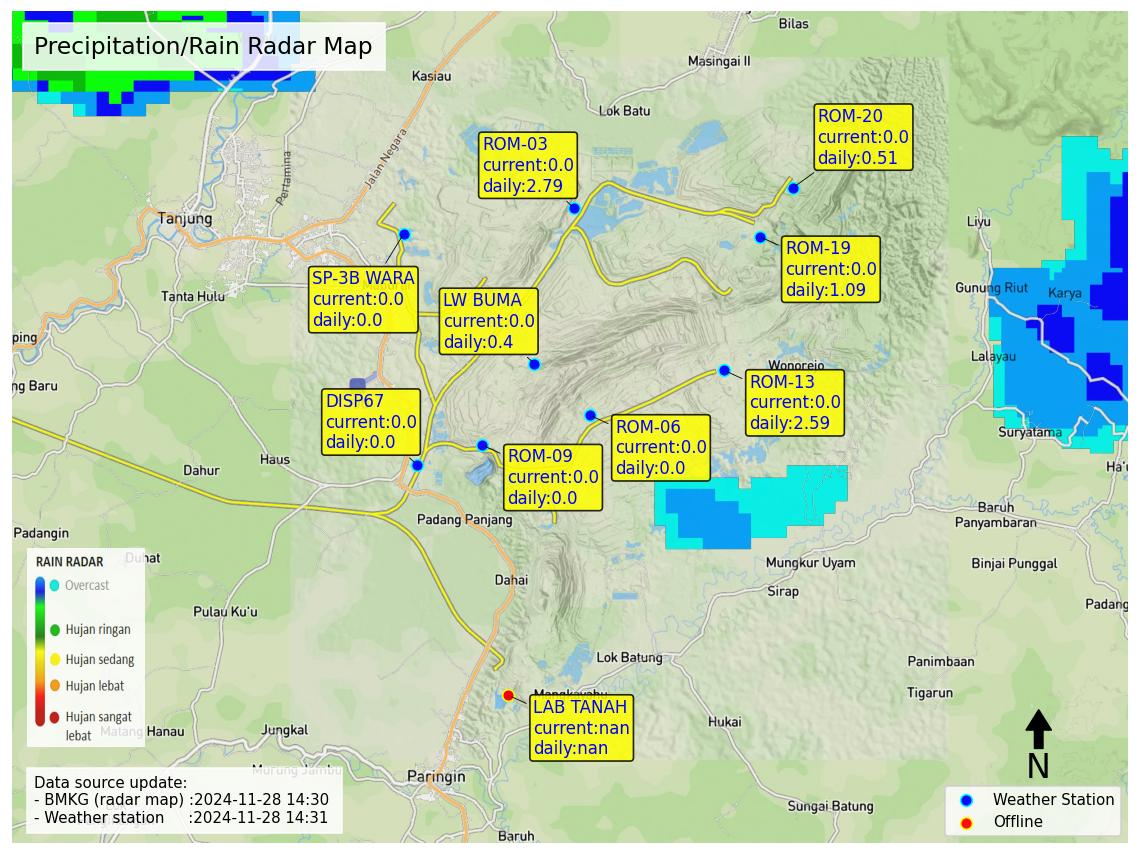 Precipitation/Rain Radar Map
Bilas
Kasiau
Masingai II
Lok Batu
Jalan Negara
Pertamina
Tanjung
Tanta Hulu
ROM-03
current:0.0
daily:2.79
ROM-20
current:0.0
daily:0.51
ROM-19
current:0.0
daily:1.09
SP-3B WARA
current:0.0
daily:0.0
LW BUMA
current:0.0
daily:0.4
Liyu
Gunung Riut
Karya
Lalayau
Suryatama
Ha'u
ping
ng Baru
Wonorejo
ROM-13
current:0.0
daily:2.59
DISP67
current:0.0
daily:0.0
ROM-06
current:0.0
daily:0.0
ROM-09
current:0.0
daily:0.0
Dahur
Haus
Padang Panjang
Padangin
Duhat
Baruh
Panyambaran
Binjai Punggal
Padang
Mungkur Uyam
Sirap
Dahai
Pulau Ku'u
Lok Batung
Panimbaan
Tigarun
RAIN RADAR
Overcast
Hujan ringan
Hujan sedang
Hujan lebat
Hujan sangat
lebat
Matang Hanau
Jungkal
Murung Jambu
LAB TANAH
current:nan
daily:nan
Hukai
Paringin
Sungai Batung
Baruh
Data source update:
- BMKG (radar map) :2024-11-28 14:30
- Weather station :2024-11-28 14:31
N
Weather Station
Offline